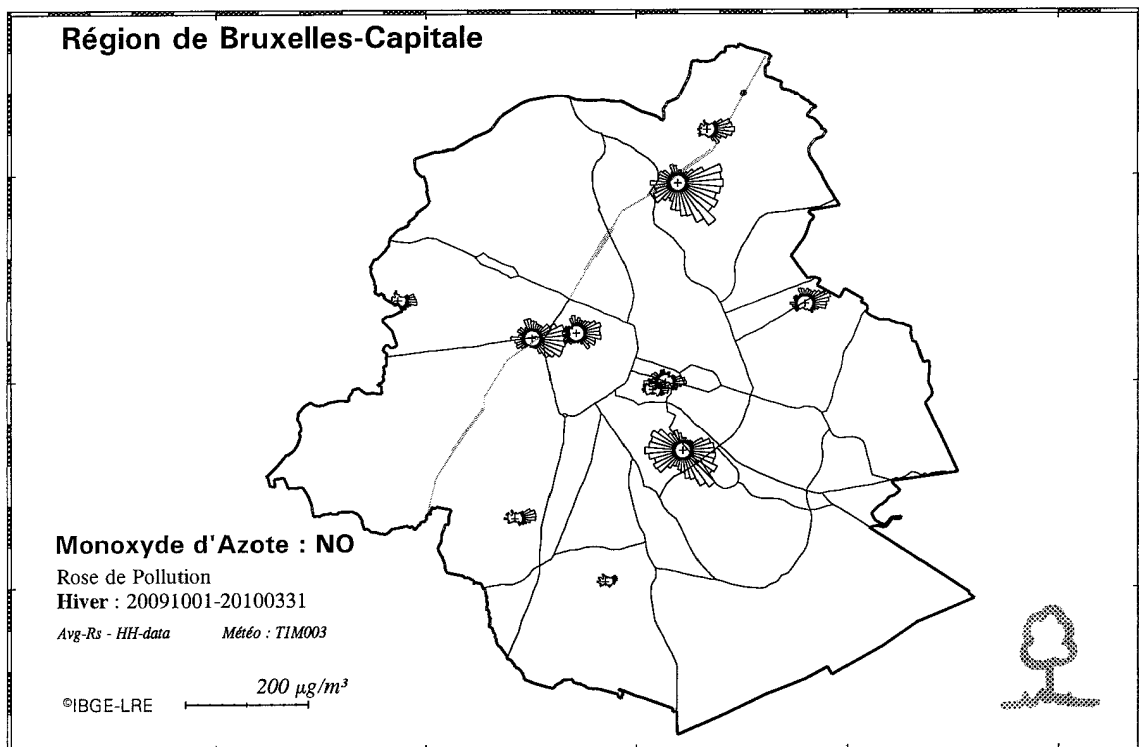 Région de Bruxelles-Capitale
Monoxyde d'Azote : NO
Rose de Pollution
Hiver : 20091001-20100331
Avg-Rs - HH-data Météo : T1M003
200 µg/m³
©IBGE-LRE